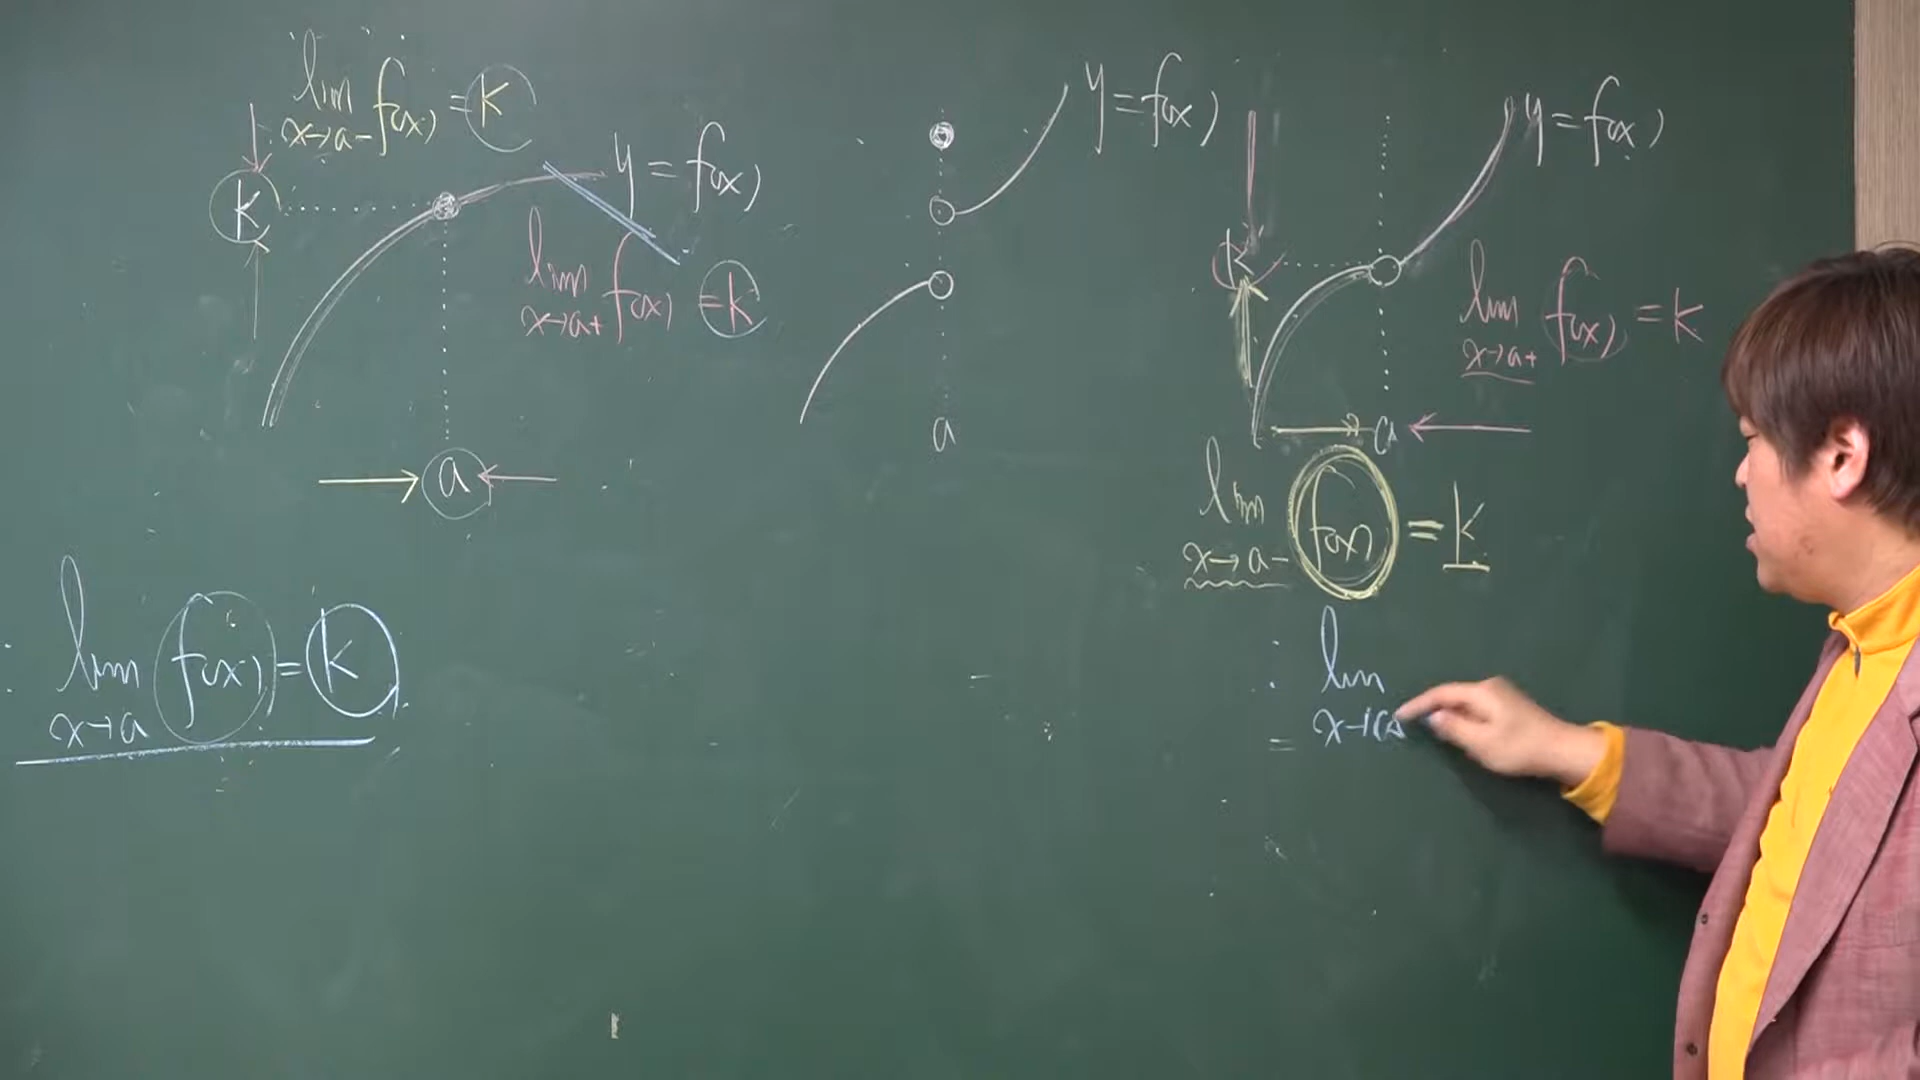 lim f(x) = k
x→a-
k
y = f(x)
lim f(x) = k
x→a+
a
∴ lim f(x) = k
x→a
y = f(x)
a
y = f(x)
k
lim f(x) = k
x→a+
a
lim f(x) = k
x→a-
∴ lim
x→a